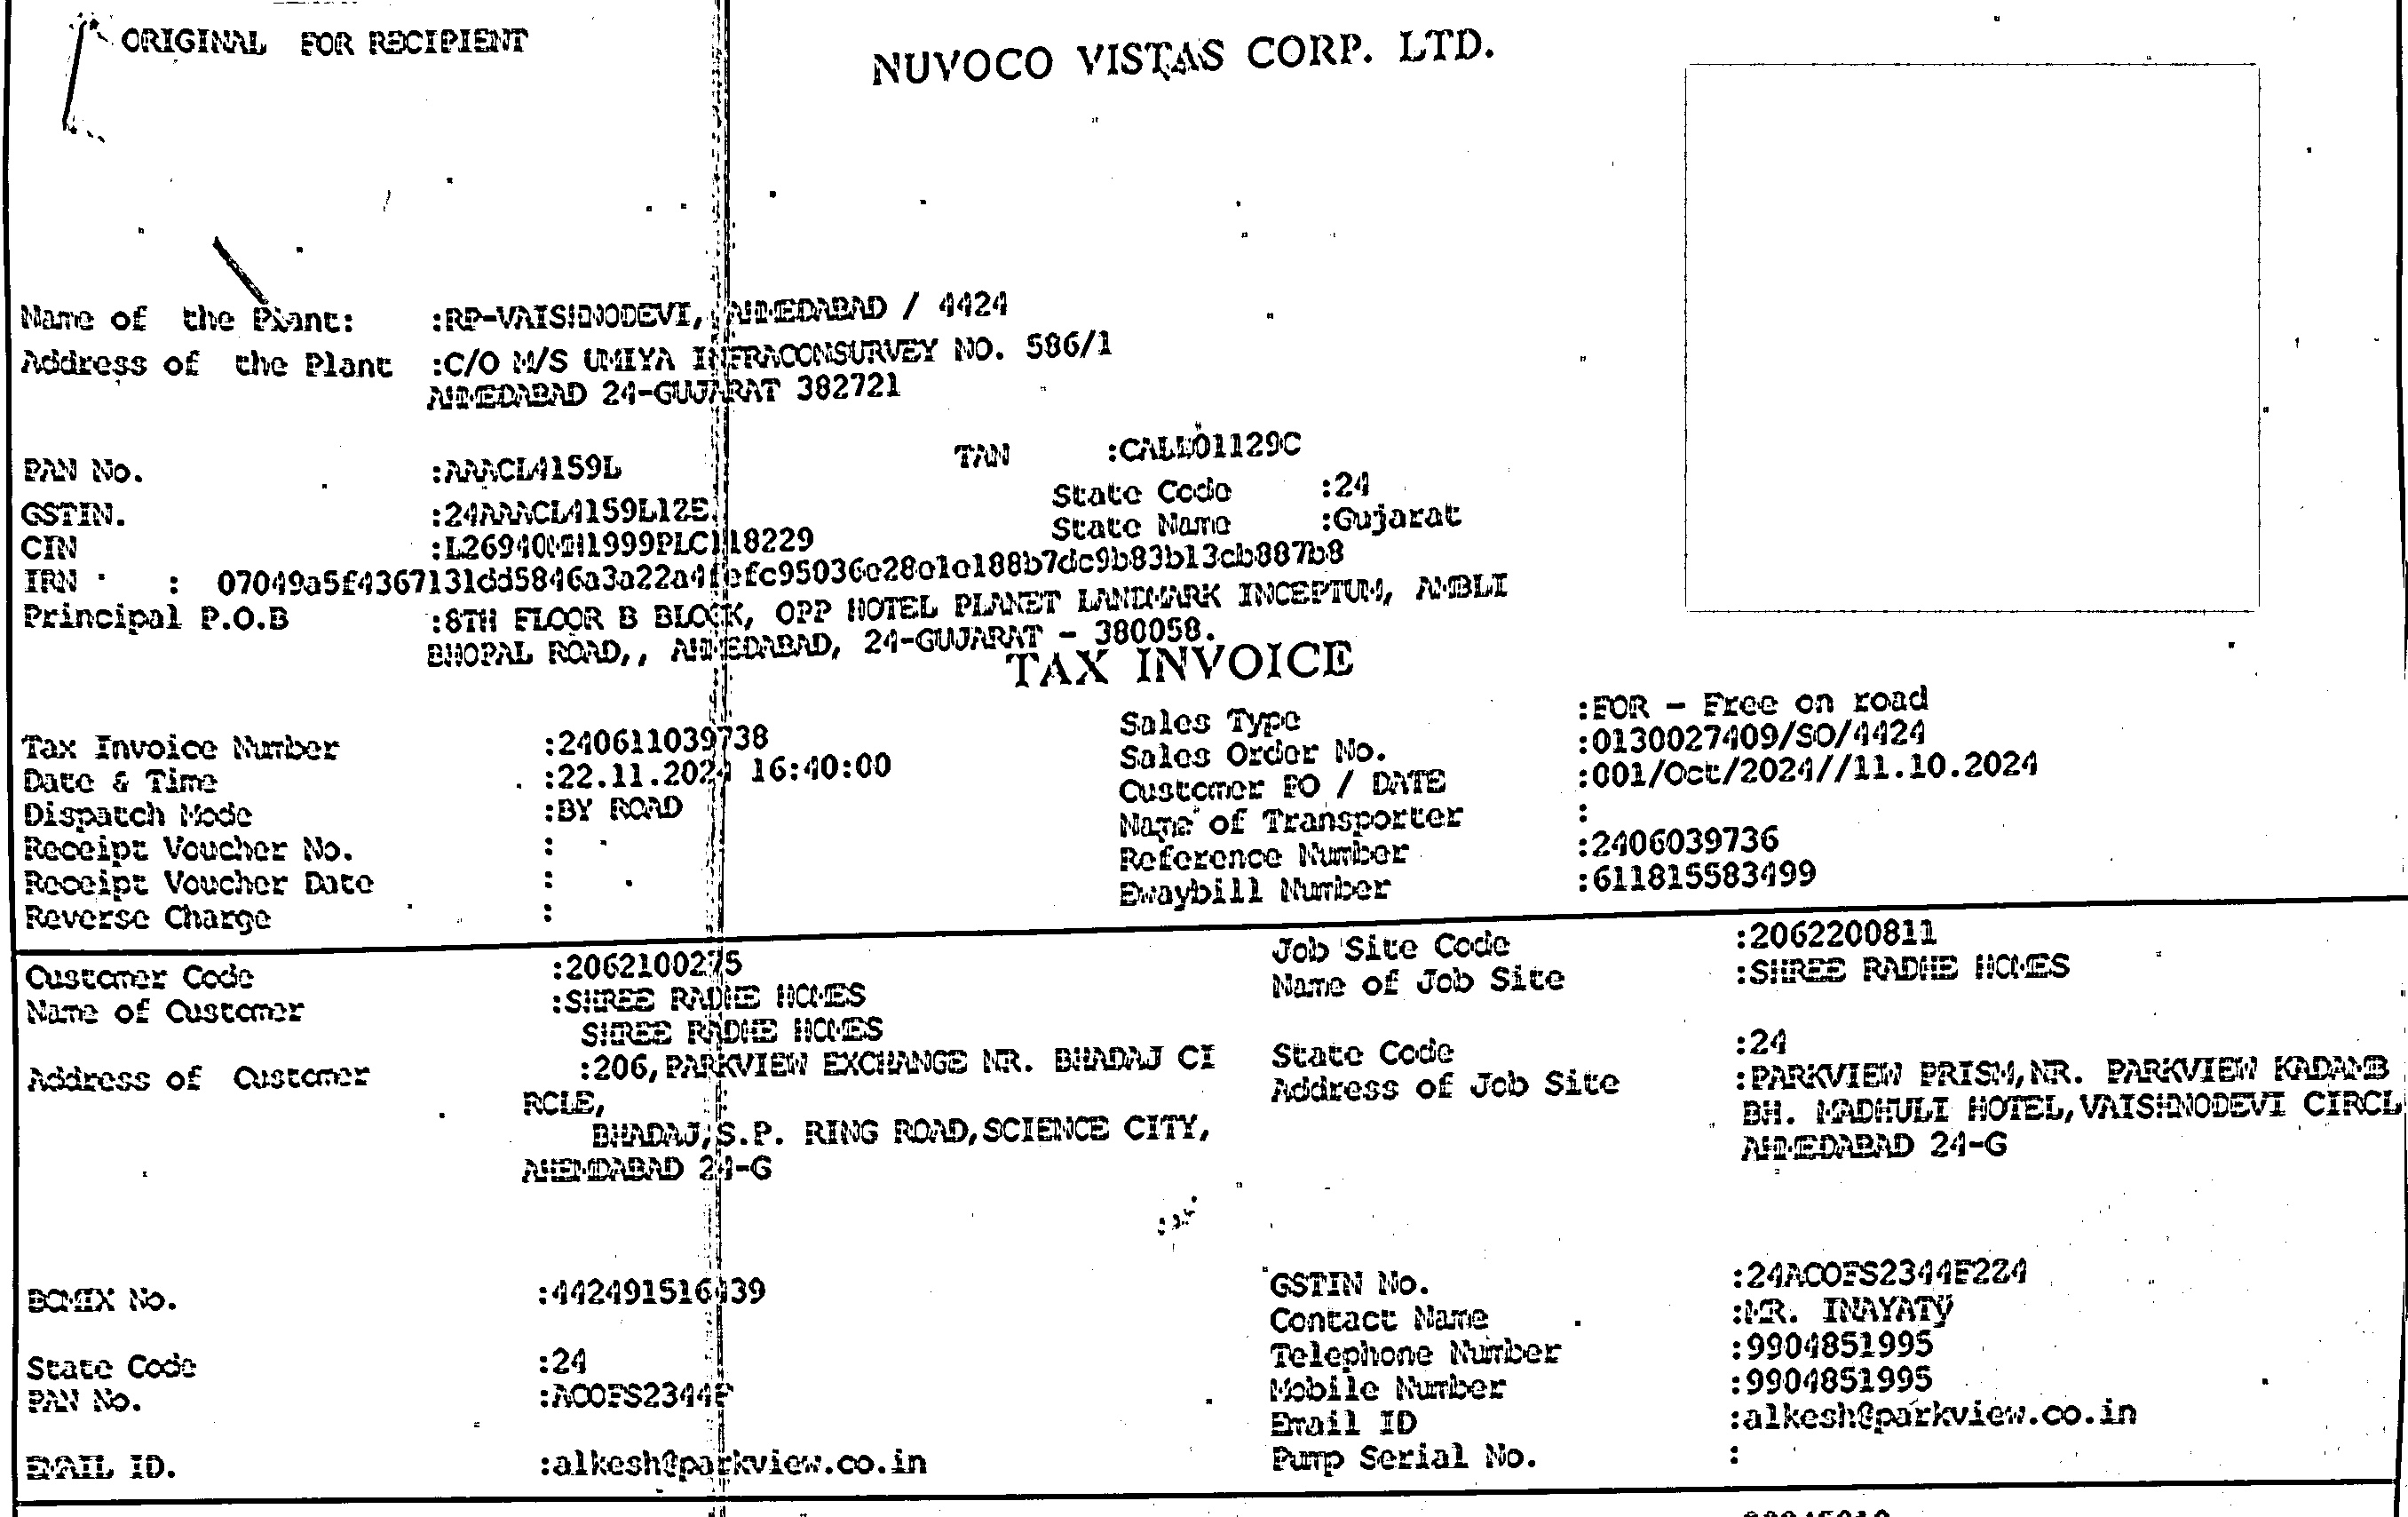 ORIGINAL FOR RECIPIENT
NUVOCO VISTAS CORP. LTD.
Name of the Plant: :RP-VAISHNODEVI, AHMEDABAD / 4424
Address of the Plant :C/O M/S UMIYA INFRACONSURVEY NO. 586/1
AHMEDABAD 24-GUJARAT 382721
PAN No. :AAACL4159L TAN
GSTIN. State Code :24
State Name :Gujarat
CIN :L26940MH1999PLC118229
IRN :
Principal P.O.B :8TH FLOOR B BLOCK, OPP HOTEL PLANET LANDMARK INCEPTUM, AMBLI
BHOPAL ROAD,, AHMEDABAD, 24-GUJARAT - 380058.
TAX INVOICE
Tax Invoice Number :240611039738 Sales Type :FOR - Free on road
Date & Time :22.11.2024 16:40:00 Sales Order No. :0130027409/SO/4424
Dispatch Mode :BY ROAD Customer PO / DATE :001/Oct/2024//11.10.2024
Receipt Voucher No. : Name of Transporter :
Receipt Voucher Date : Reference Number :2406039736
Reverse Charge : Ewaybill Number :611815583499
Customer Code :2062100275 Job Site Code :2062200811
Name of Customer :SHREE RADHE HOMES Name of Job Site :SHREE RADHE HOMES
SHREE RADHE HOMES
Address of Customer :206,PARKVIEW EXCHANGE NR. BHADAJ CI State Code :24
RCLE, Address of Job Site :PARKVIEW PRISM,NR. PARKVIEW KADAMB
BHADAJ,S.P. RING ROAD,SCIENCE CITY, BH. MADHULI HOTEL,VAISHNODEVI CIRCL
AHEMDABAD 24-G AHMEDABAD 24-G
BCMIX No. :442491516439 GSTIN No. :24ACOFS2344F2Z4
Contact Name :MR. INAYATV
State Code :24 Telephone Number :9904851995
PAN No. :ACOFS2344F Mobile Number :9904851995
Email ID :alkesh@parkview.co.in
EMAIL ID. :alkesh@parkview.co.in Pump Serial No. :